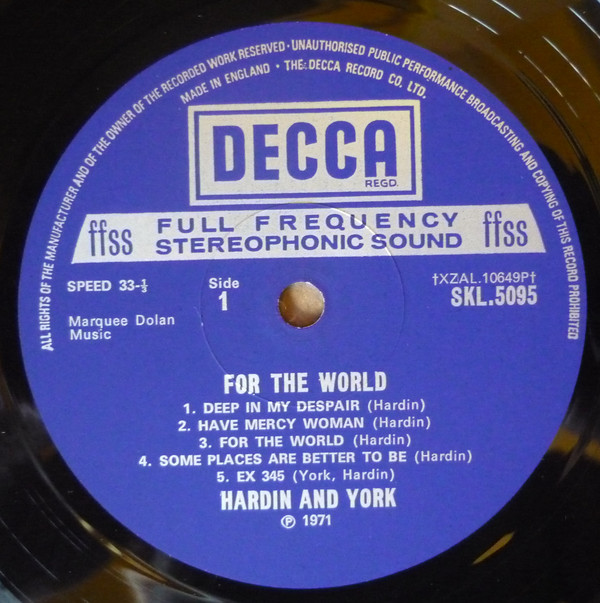 ALL RIGHTS OF THE MANUFACTURER AND OF THE OWNER OF THE RECORDED WORK RESERVED · UNAUTHORISED PUBLIC PERFORMANCE BROADCASTING AND COPYING OF THIS RECORD PROHIBITED
MADE IN ENGLAND · THE DECCA RECORD CO. LTD.
DECCA
REGD.
ffss FULL FREQUENCY STEREOPHONIC SOUND ffss
SPEED 33-⅓
Side
1
†XZAL.10649P†
SKL.5095
Marquee Dolan
Music
FOR THE WORLD
1. DEEP IN MY DESPAIR (Hardin)
2. HAVE MERCY WOMAN (Hardin)
3. FOR THE WORLD (Hardin)
4. SOME PLACES ARE BETTER TO BE (Hardin)
5. EX 345 (York, Hardin)
HARDIN AND YORK
℗ 1971